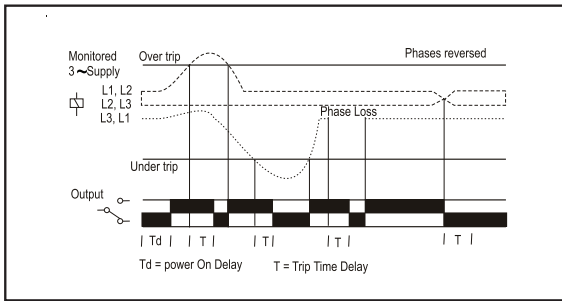 Monitored
3 ~ Supply
Over trip
Phases reversed
L1, L2
L2, L3
L3, L1
Phase Loss
Under trip
Output
Td
T
T
T
T
Td = power On Delay
T = Trip Time Delay